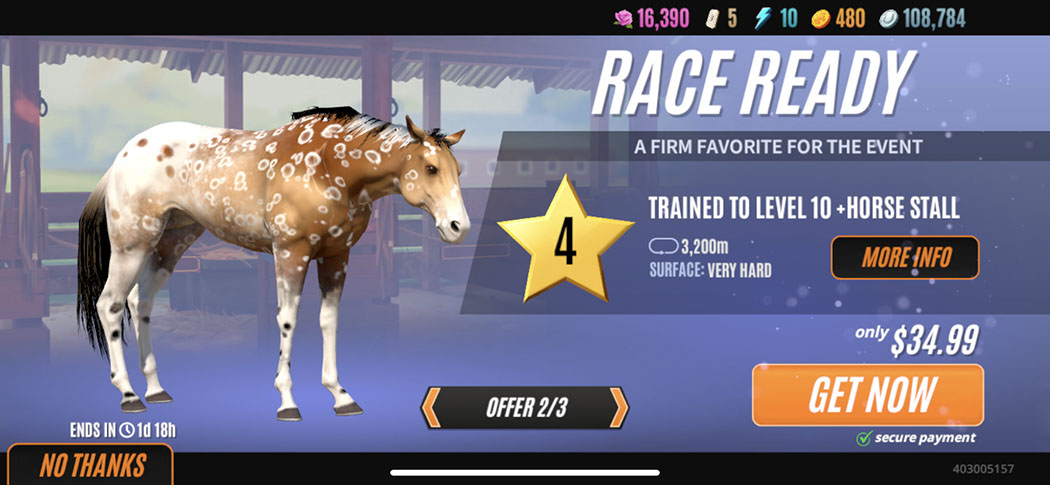 16,390 5 10 480 108,784
RACE READY
A FIRM FAVORITE FOR THE EVENT
4
TRAINED TO LEVEL 10 +HORSE STALL
3,200m
SURFACE: VERY HARD
MORE INFO
only $34.99
GET NOW
secure payment
OFFER 2/3
ENDS IN 1d 18h
NO THANKS
403005157